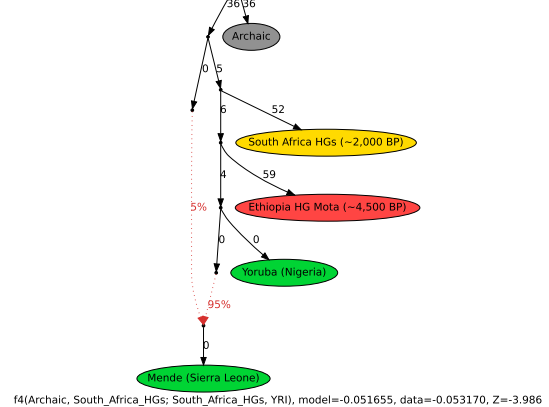 36 36
Archaic
0 5
6 52
South Africa HGs (~2,000 BP)
4 59
5% Ethiopia HG Mota (~4,500 BP)
0 0
Yoruba (Nigeria)
95%
0
Mende (Sierra Leone)
f4(Archaic, South_Africa_HGs; South_Africa_HGs, YRI), model=-0.051655, data=-0.053170, Z=-3.986